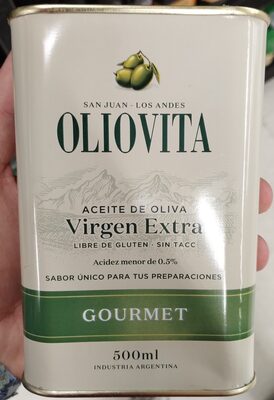 SAN JUAN - LOS ANDES
OLIOVITA
ACEITE DE OLIVA
Virgen Extra
LIBRE DE GLUTEN · SIN TACC
Acidez menor de 0.5%
SABOR ÚNICO PARA TUS PREPARACIONES
GOURMET
500ml
INDUSTRIA ARGENTINA